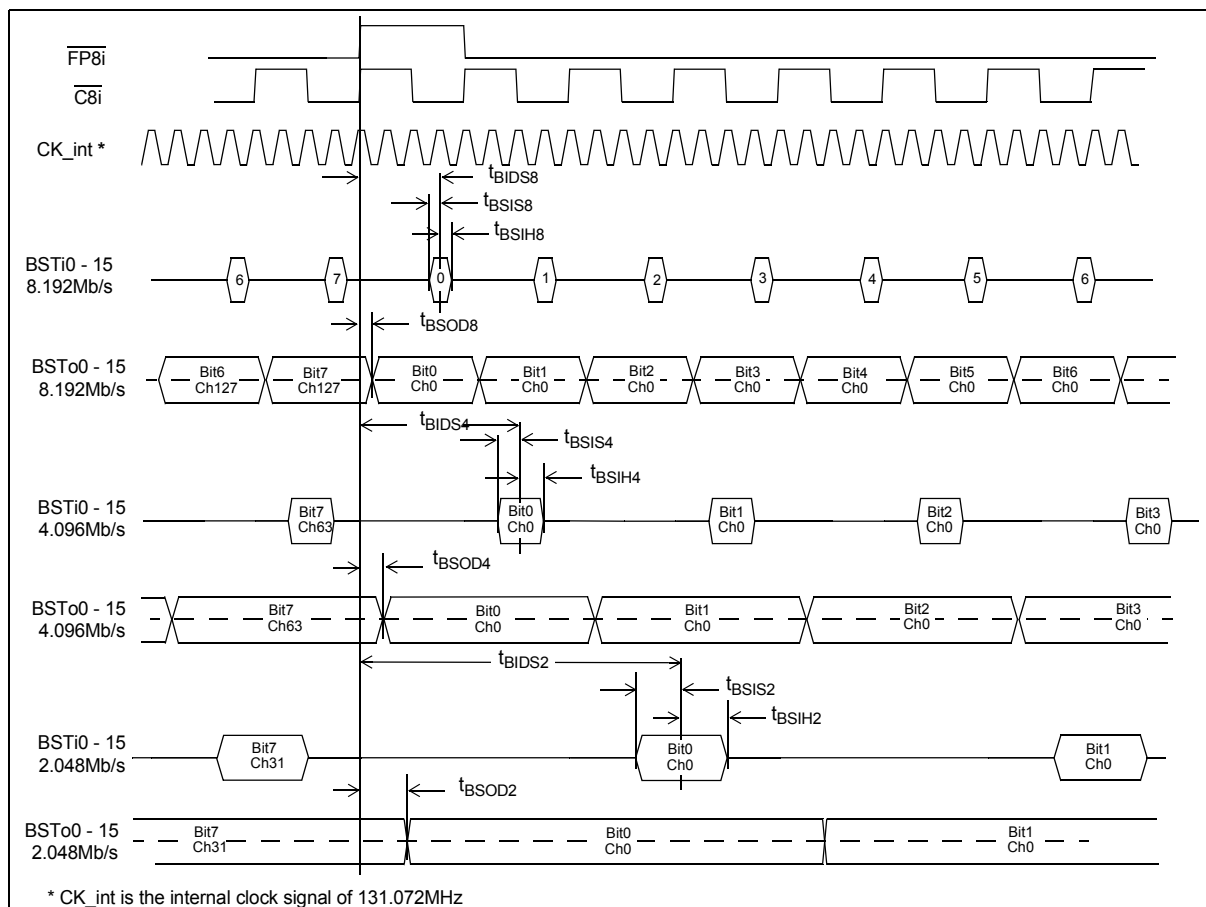 FP8i
C8i
CK_int *
tBIDS8
tBSIS8
tBSIH8
BSTi0 - 15
8.192Mb/s
6 7 0 1 2 3 4 5 6
tBSOD8
BSTo0 - 15
8.192Mb/s
Bit6 Ch127 Bit7 Ch127 Bit0 Ch0 Bit1 Ch0 Bit2 Ch0 Bit3 Ch0 Bit4 Ch0 Bit5 Ch0 Bit6 Ch0
tBIDS4
tBSIS4
tBSIH4
BSTi0 - 15
4.096Mb/s
Bit7 Ch63 Bit0 Ch0 Bit1 Ch0 Bit2 Ch0 Bit3 Ch0
tBSOD4
BSTo0 - 15
4.096Mb/s
Bit7 Ch63 Bit0 Ch0 Bit1 Ch0 Bit2 Ch0 Bit3 Ch0
tBIDS2
tBSIS2
tBSIH2
BSTi0 - 15
2.048Mb/s
Bit7 Ch31 Bit0 Ch0 Bit1 Ch0
tBSOD2
BSTo0 - 15
2.048Mb/s
Bit7 Ch31 Bit0 Ch0 Bit1 Ch0
* CK_int is the internal clock signal of 131.072MHz